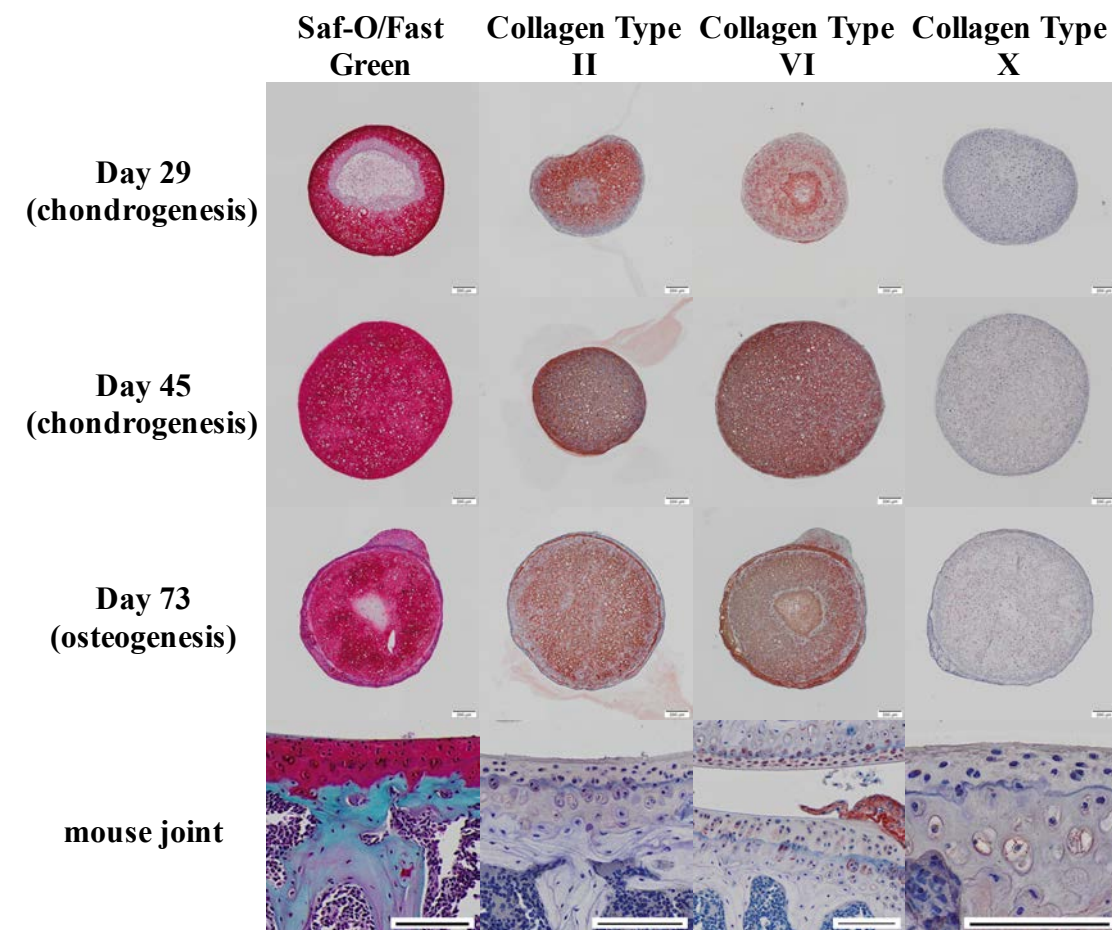 Saf-O/Fast
Green
Collagen Type
II
Collagen Type
VI
Collagen Type
X
Day 29
(chondrogenesis)
Day 45
(chondrogenesis)
Day 73
(osteogenesis)
mouse joint